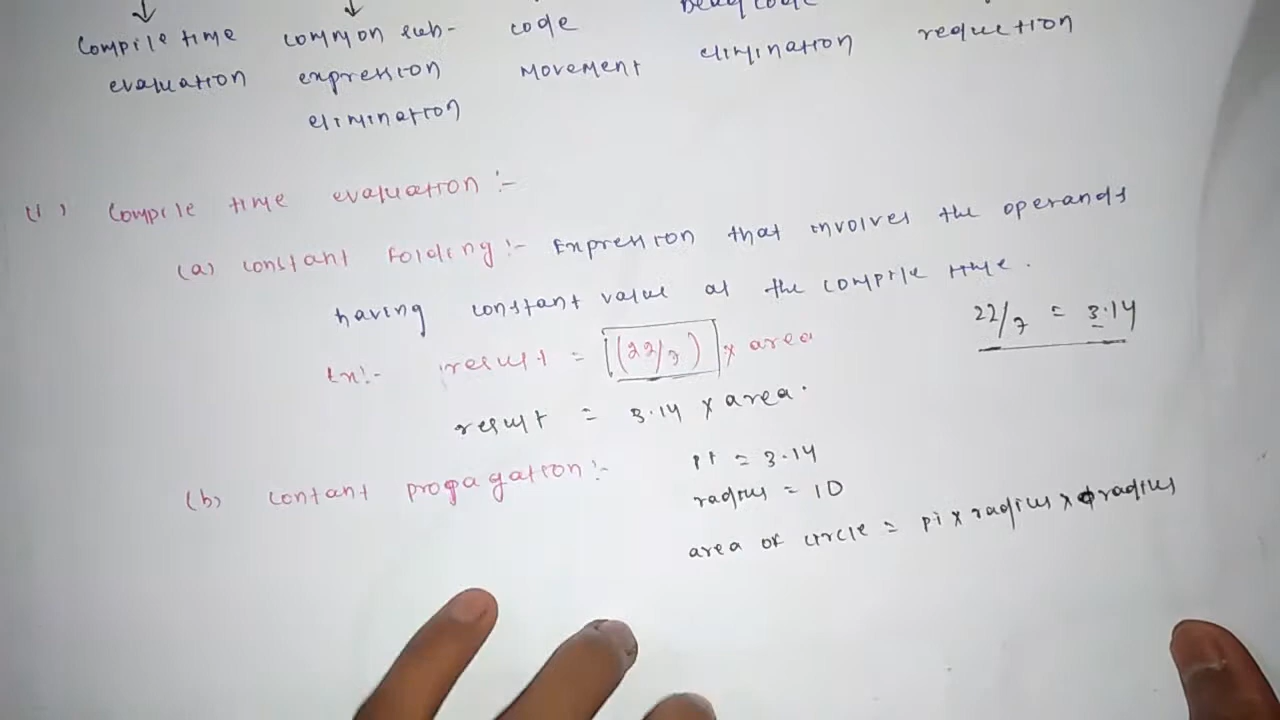 Compile time common sub- code Dead code reduction
evaluation expression movement elimination
elimination
(1) Compile time evaluation :-
(a) constant Folding :- Expression that involves the operands
having constant value at the compile time .
Ex :- result = (22/7) x area 22/7 = 3.14
result = 3.14 x area .
(b) contant propagation :- pi = 3.14
radius = 10
area of circle = pi x radius x radius